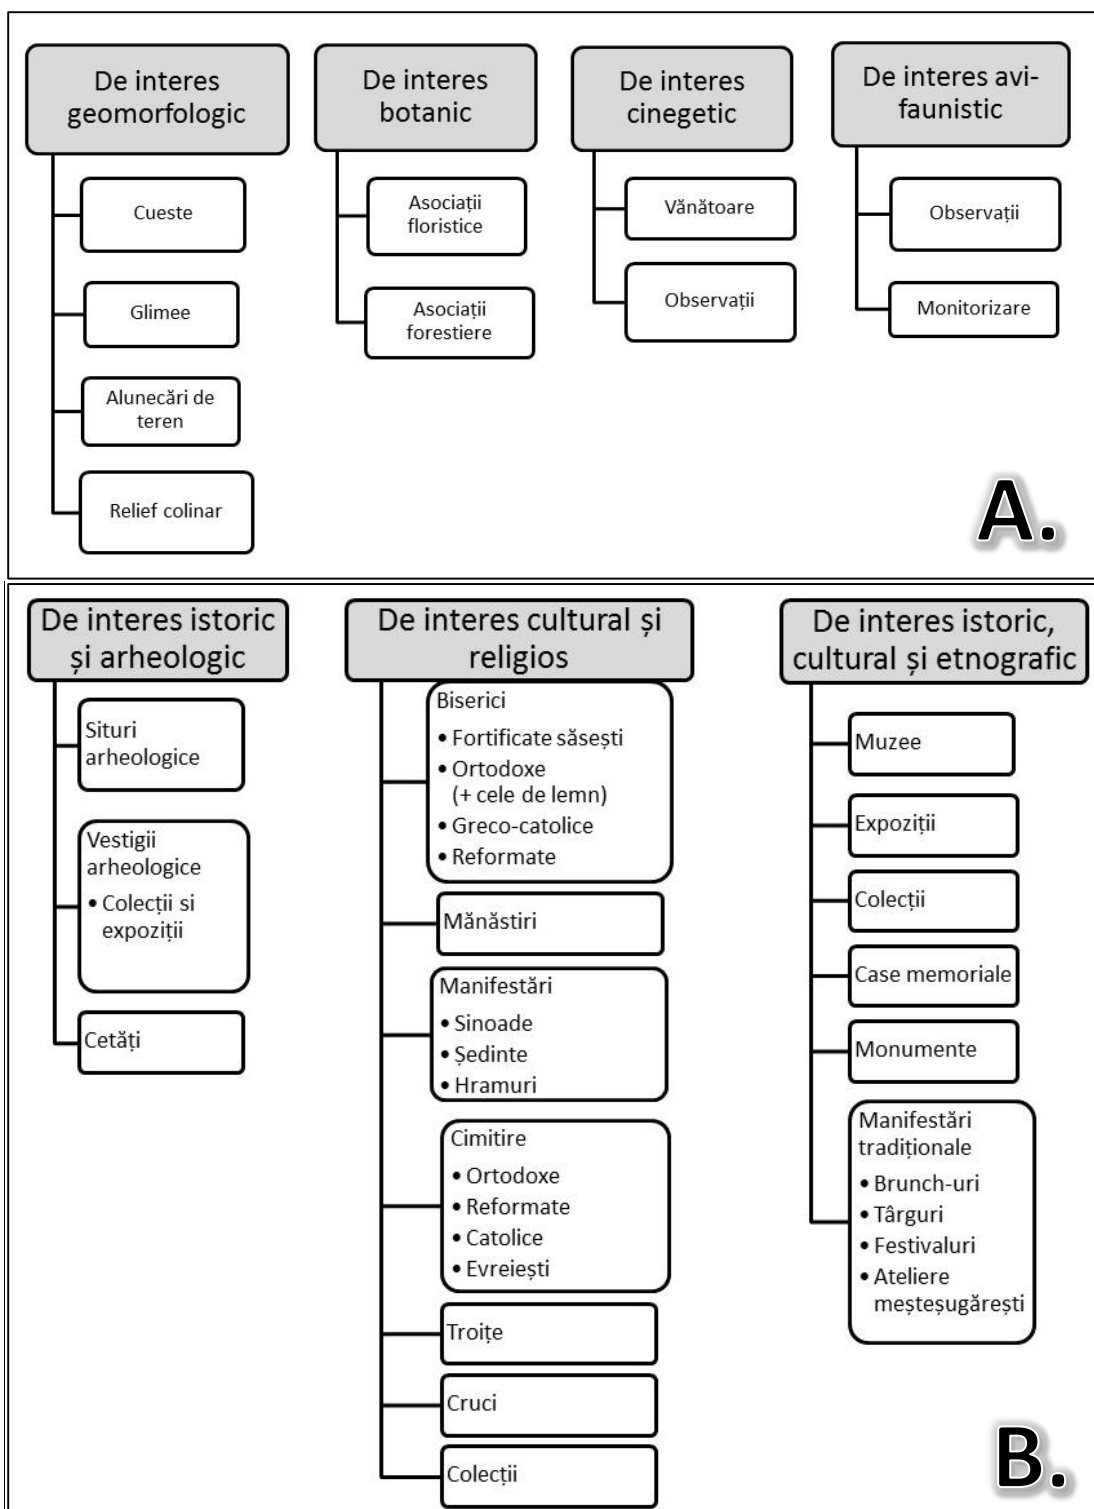 De interes
geomorfologic
Cueste
Glimee
Alunecări de
teren
Relief colinar
De interes
botanic
Asociații
floristice
Asociații
forestiere
De interes
cinegetic
Vănătoare
Observații
De interes avi-
faunistic
Observații
Monitorizare
A.
De interes istoric
și arheologic
Situri
arheologice
Vestigii
arheologice
• Colecții si
expoziții
Cetăți
De interes cultural și
religios
Biserici
• Fortificate săsești
• Ortodoxe
(+ cele de lemn)
• Greco-catolice
• Reformate
Mănăstiri
Manifestări
• Sinoade
• Ședinte
• Hramuri
Cimitire
• Ortodoxe
• Reformate
• Catolice
• Evreiești
Troițe
Cruci
Colecții
De interes istoric,
cultural și etnografic
Muzee
Expoziții
Colecții
Case memoriale
Monumente
Manifestări
tradiționale
• Brunch-uri
• Târguri
• Festivaluri
• Ateliere
meșteșugărești
B.